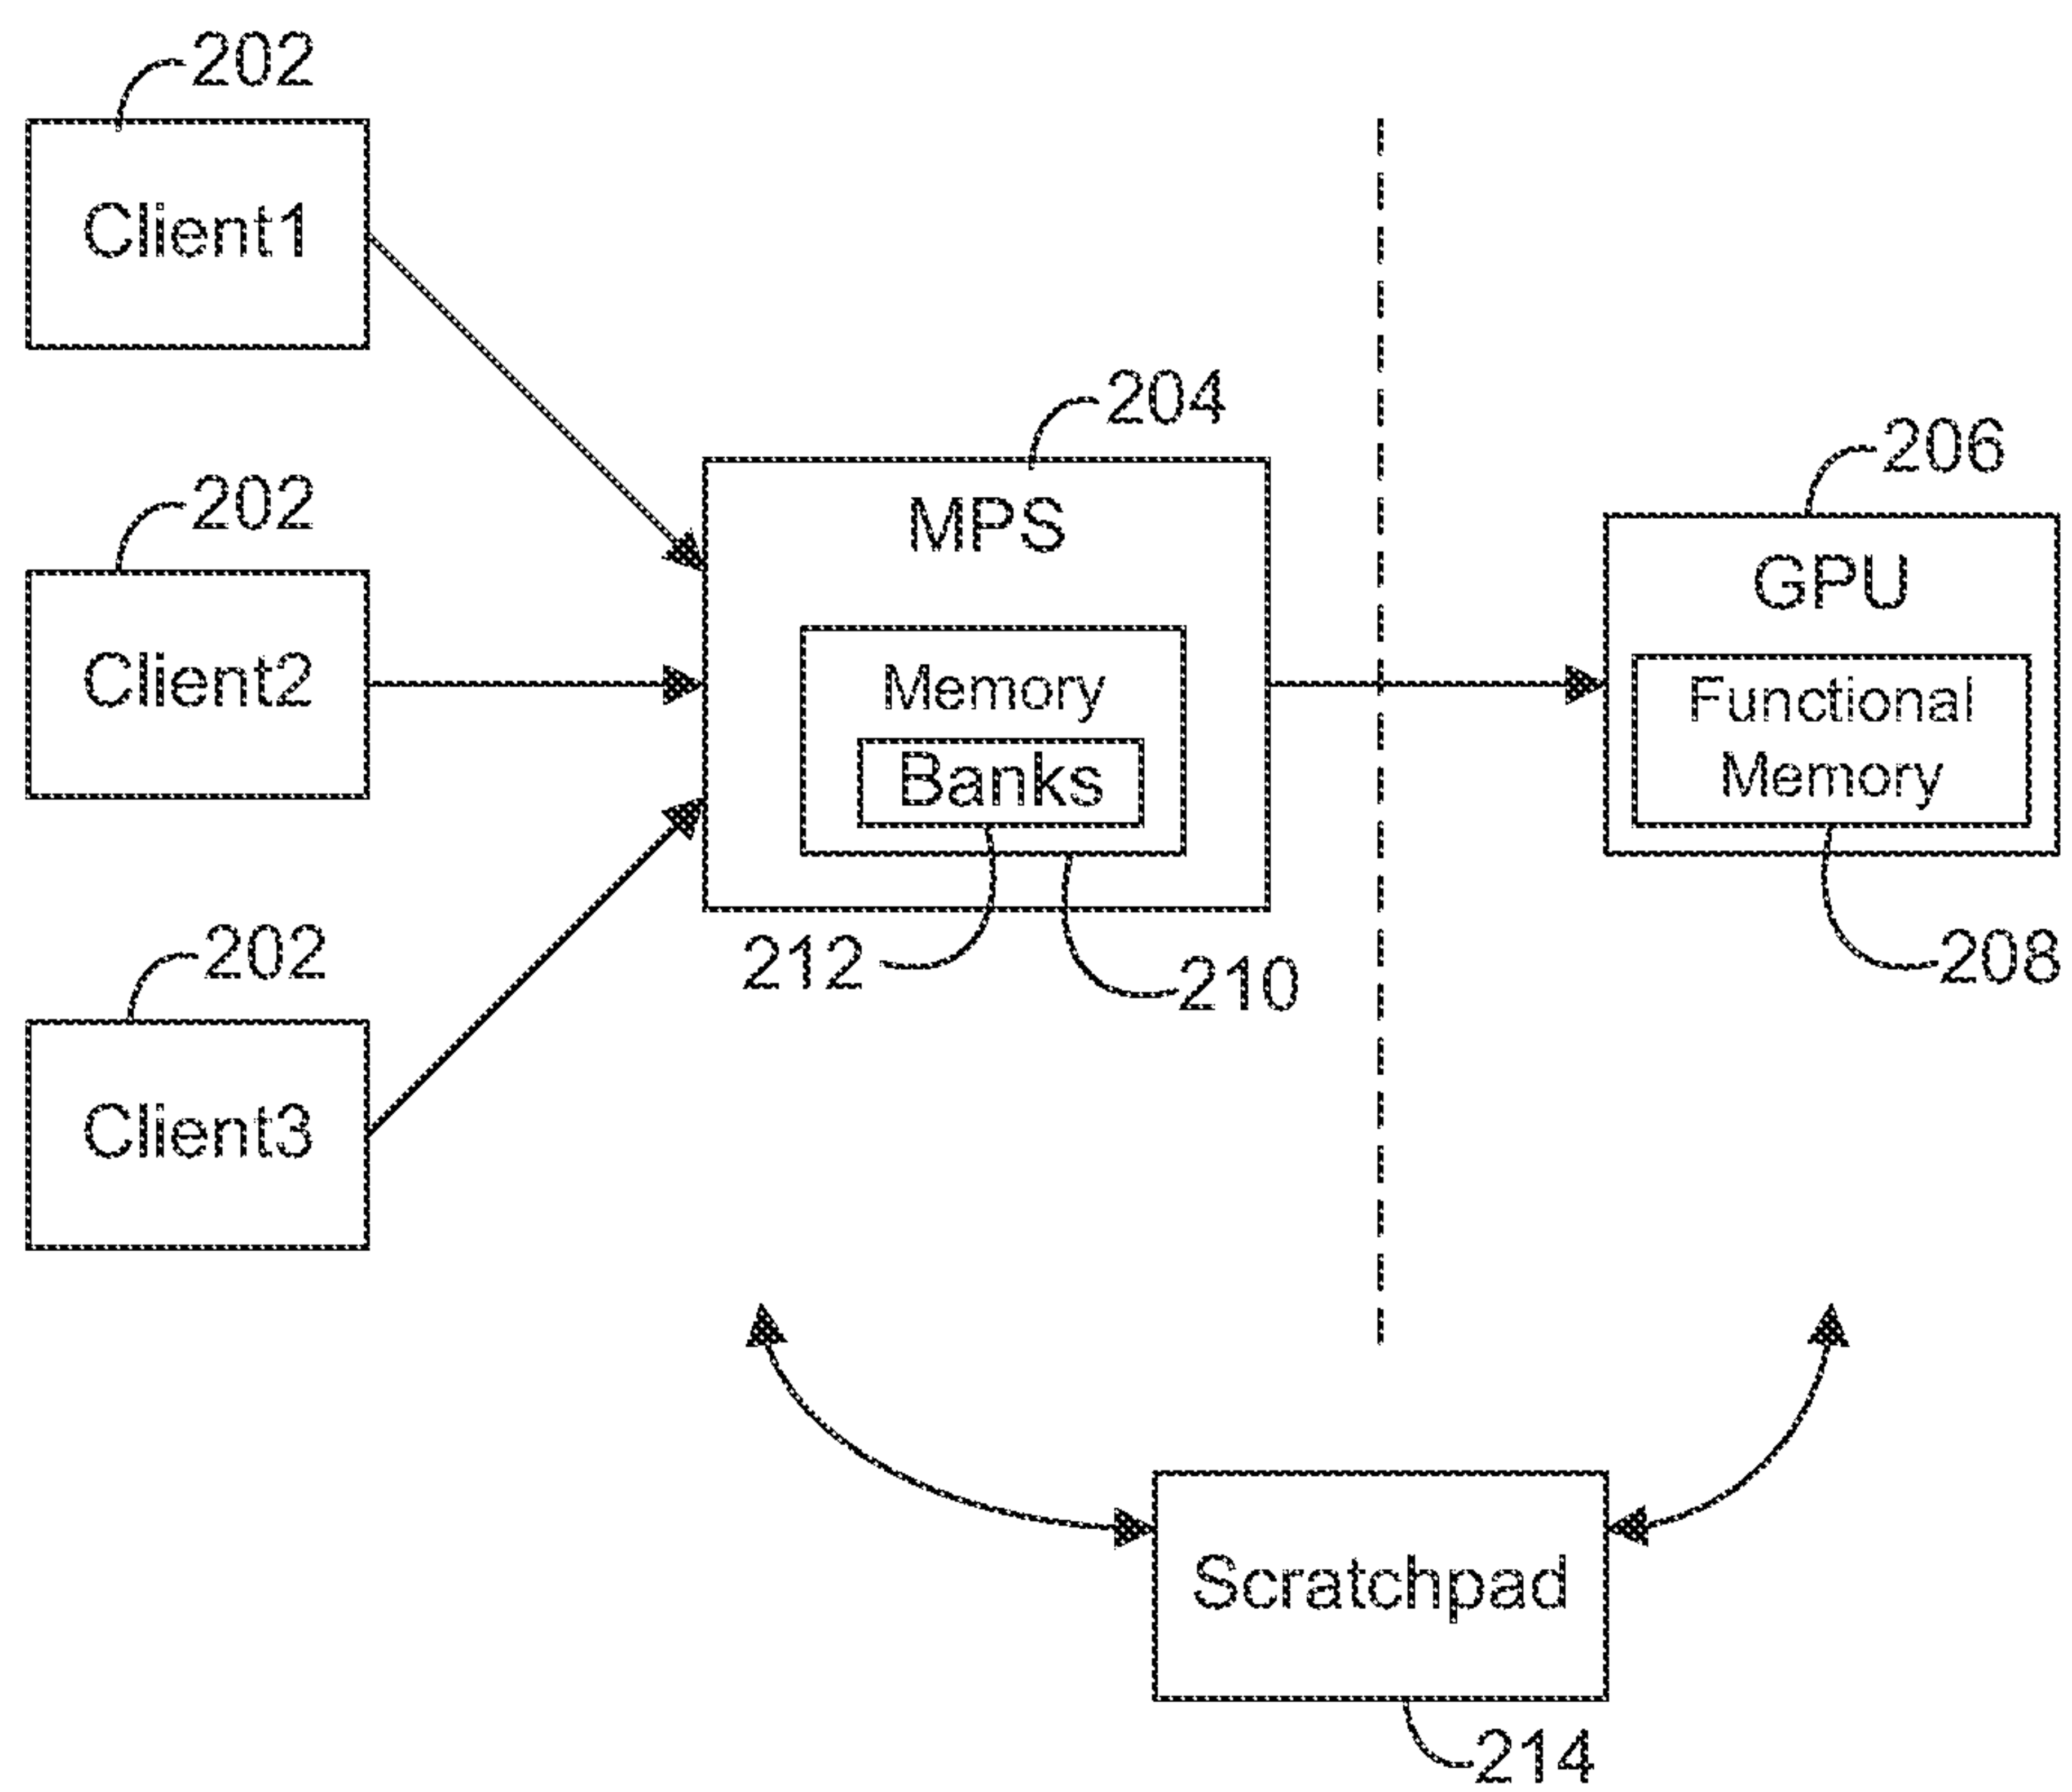 202
Client1
202
Client2
202
Client3
204
MPS
Memory
Banks
212
210
206
GPU
Functional
Memory
208
Scratchpad
214